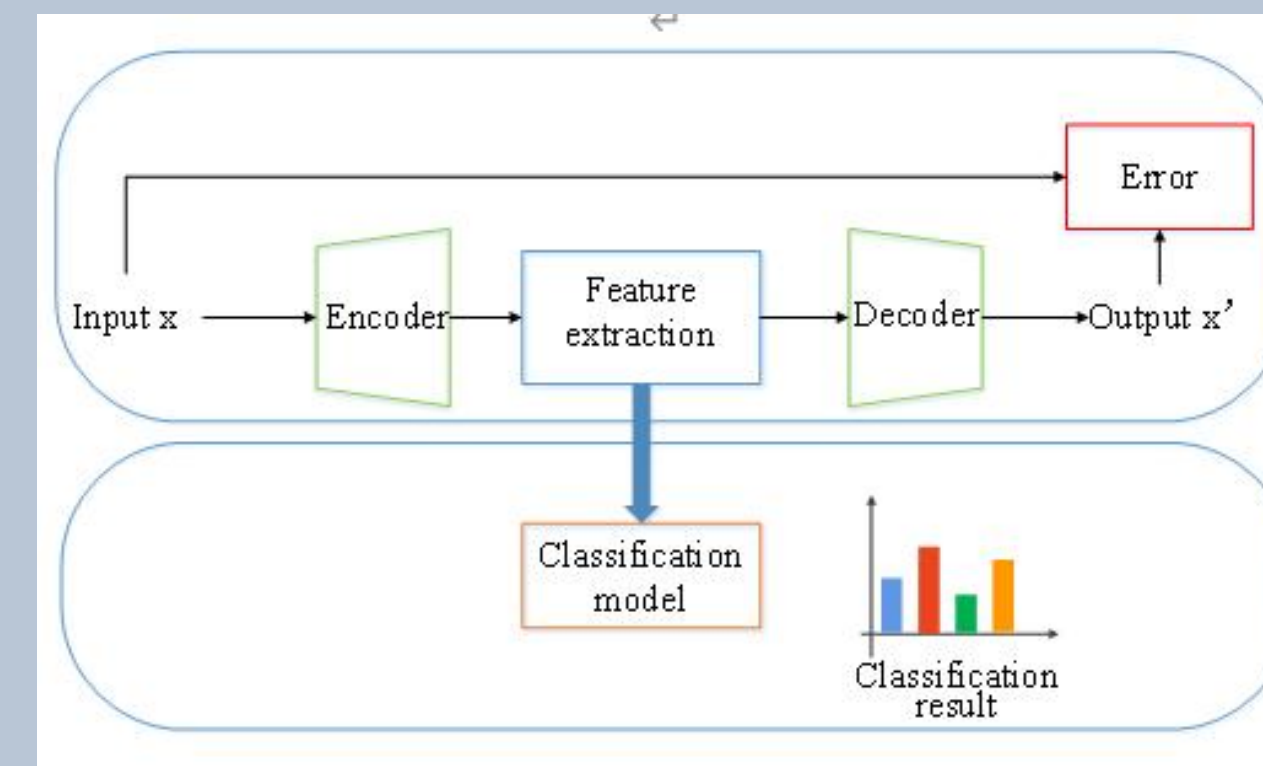 Error
Input x
Encoder
Feature
extraction
Decoder
Output x’
Classification
model
Classification
result